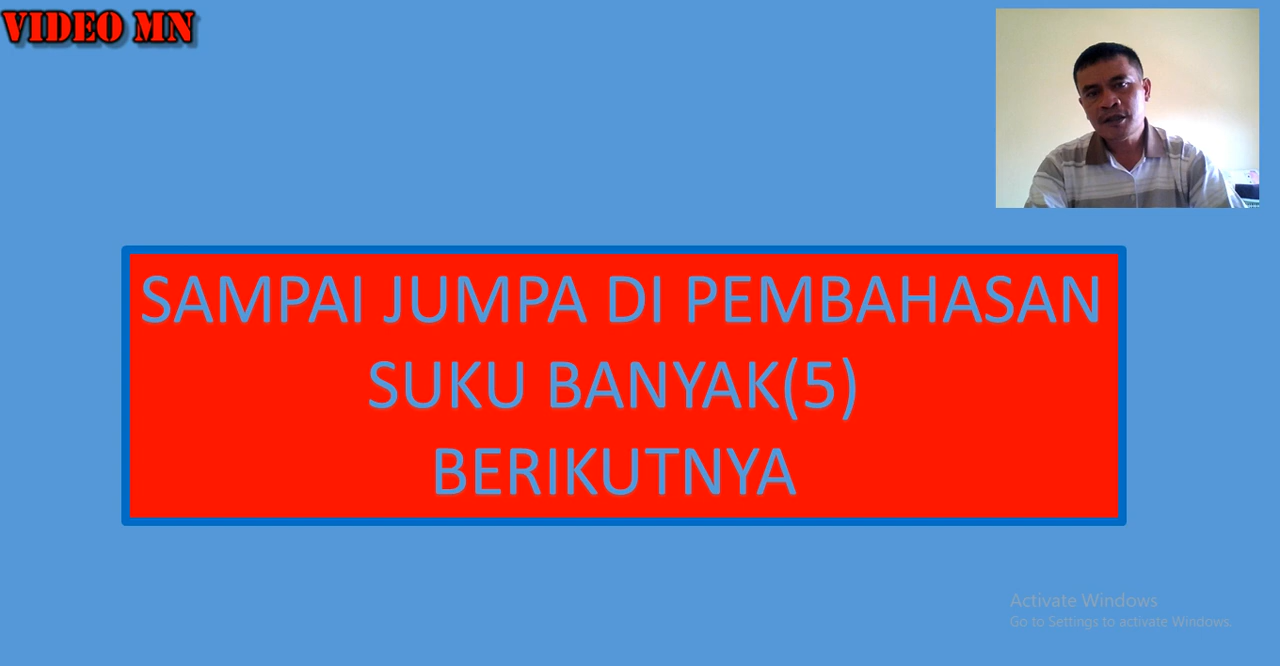 VIDEO MN
SAMPAI JUMPA DI PEMBAHASAN
SUKU BANYAK(5)
BERIKUTNYA
Activate Windows
Go to Settings to activate Windows.